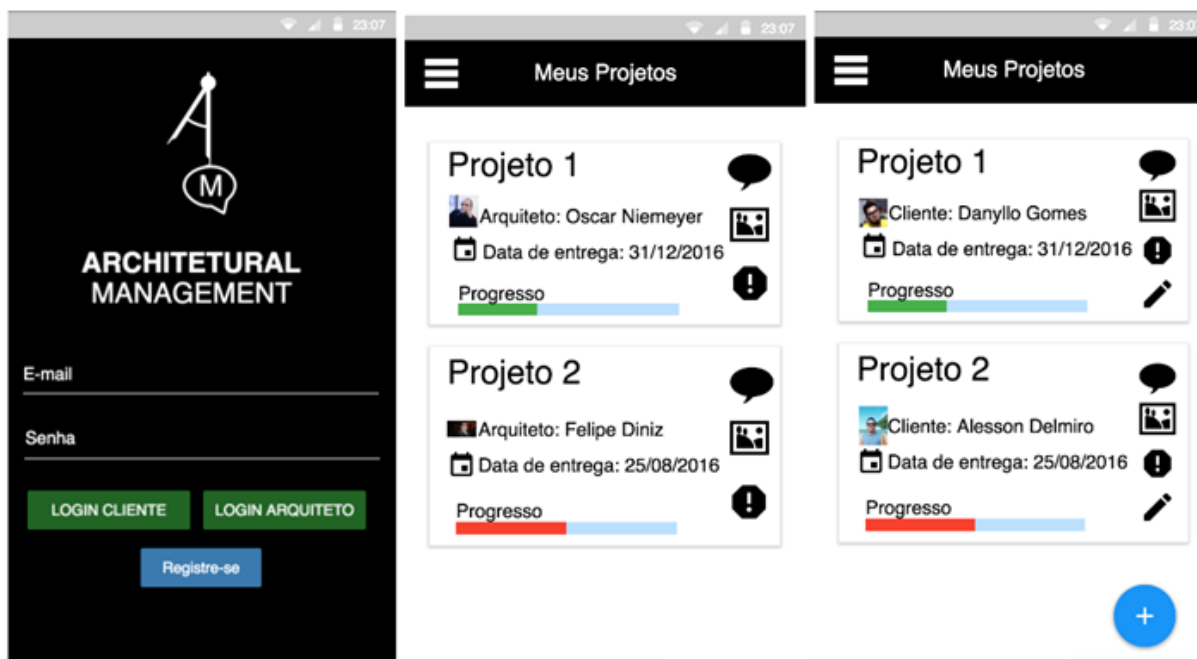 23:07
M
ARCHITETURAL
MANAGEMENT
E-mail
Senha
LOGIN CLIENTE
LOGIN ARQUITETO
Registre-se
23:07
Meus Projetos
Projeto 1
Arquiteto: Oscar Niemeyer
Data de entrega: 31/12/2016
Progresso
Projeto 2
Arquiteto: Felipe Diniz
Data de entrega: 25/08/2016
Progresso
23:07
Meus Projetos
Projeto 1
Cliente: Danyllo Gomes
Data de entrega: 31/12/2016
Progresso
Projeto 2
Cliente: Alesson Delmiro
Data de entrega: 25/08/2016
Progresso
+